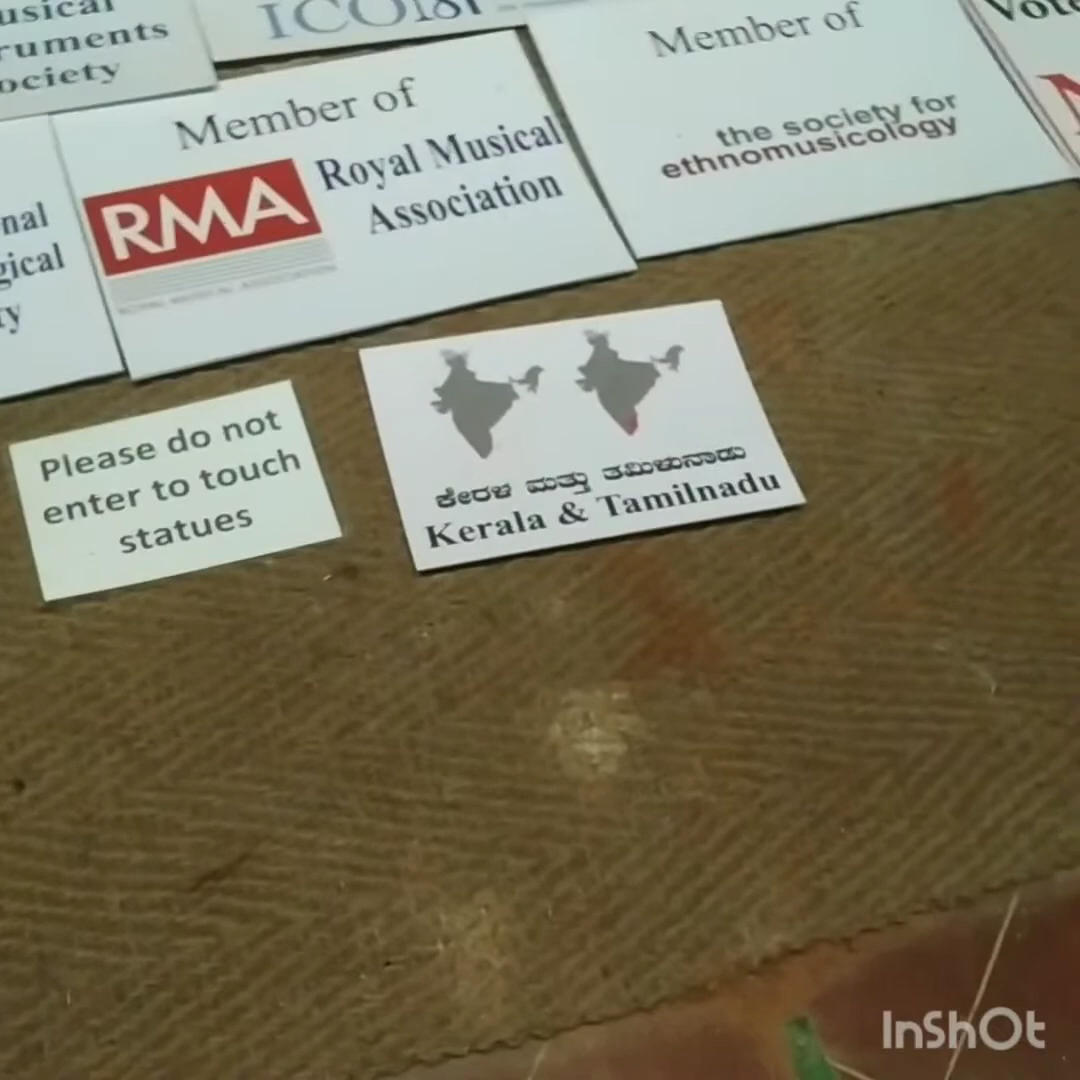 usical
ruments
ociety
Member of
RMA
Royal Musical
Association
Member of
the society for
ethnomusicology
nal
gical
ty
Please do not
enter to touch
statues
ಕೇರಳ ಮತ್ತು ತಮಿಳುನಾಡು
Kerala & Tamilnadu
InShOt